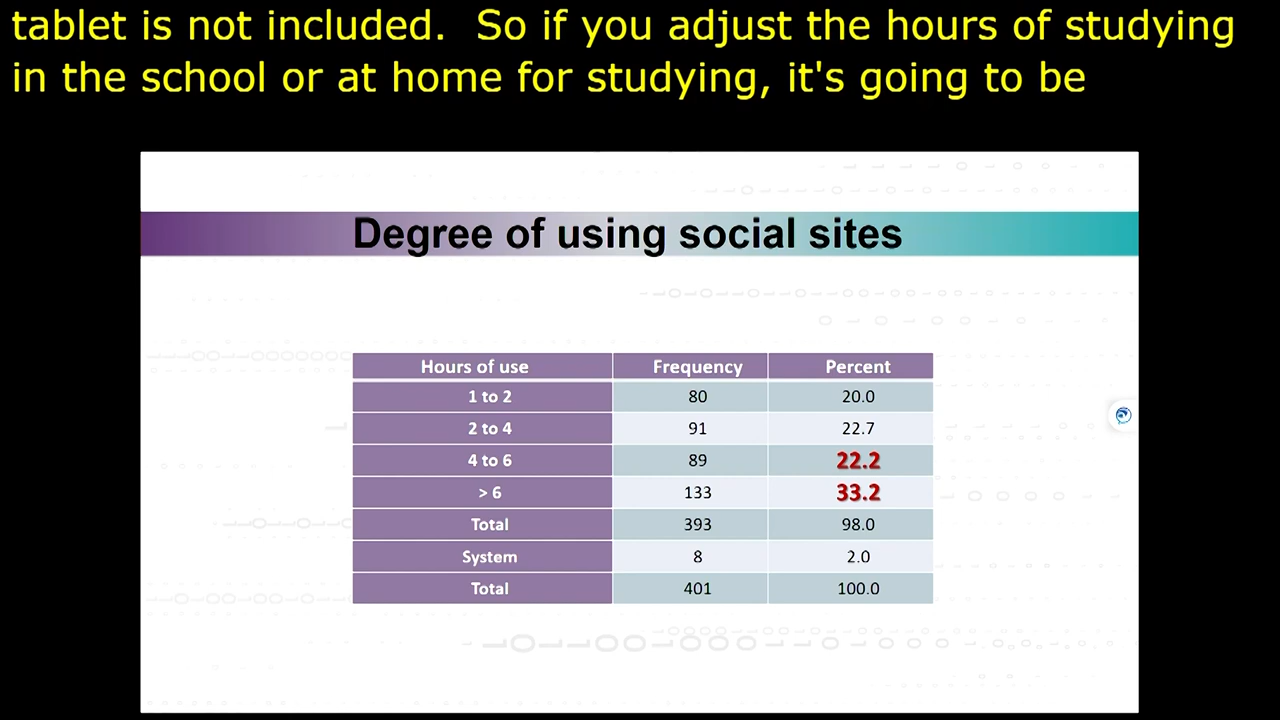 tablet is not included.  So if you adjust the hours of studying
in the school or at home for studying, it's going to be
Degree of using social sites
Hours of use Frequency Percent
1 to 2 80 20.0
2 to 4 91 22.7
4 to 6 89 22.2
> 6 133 33.2
Total 393 98.0
System 8 2.0
Total 401 100.0